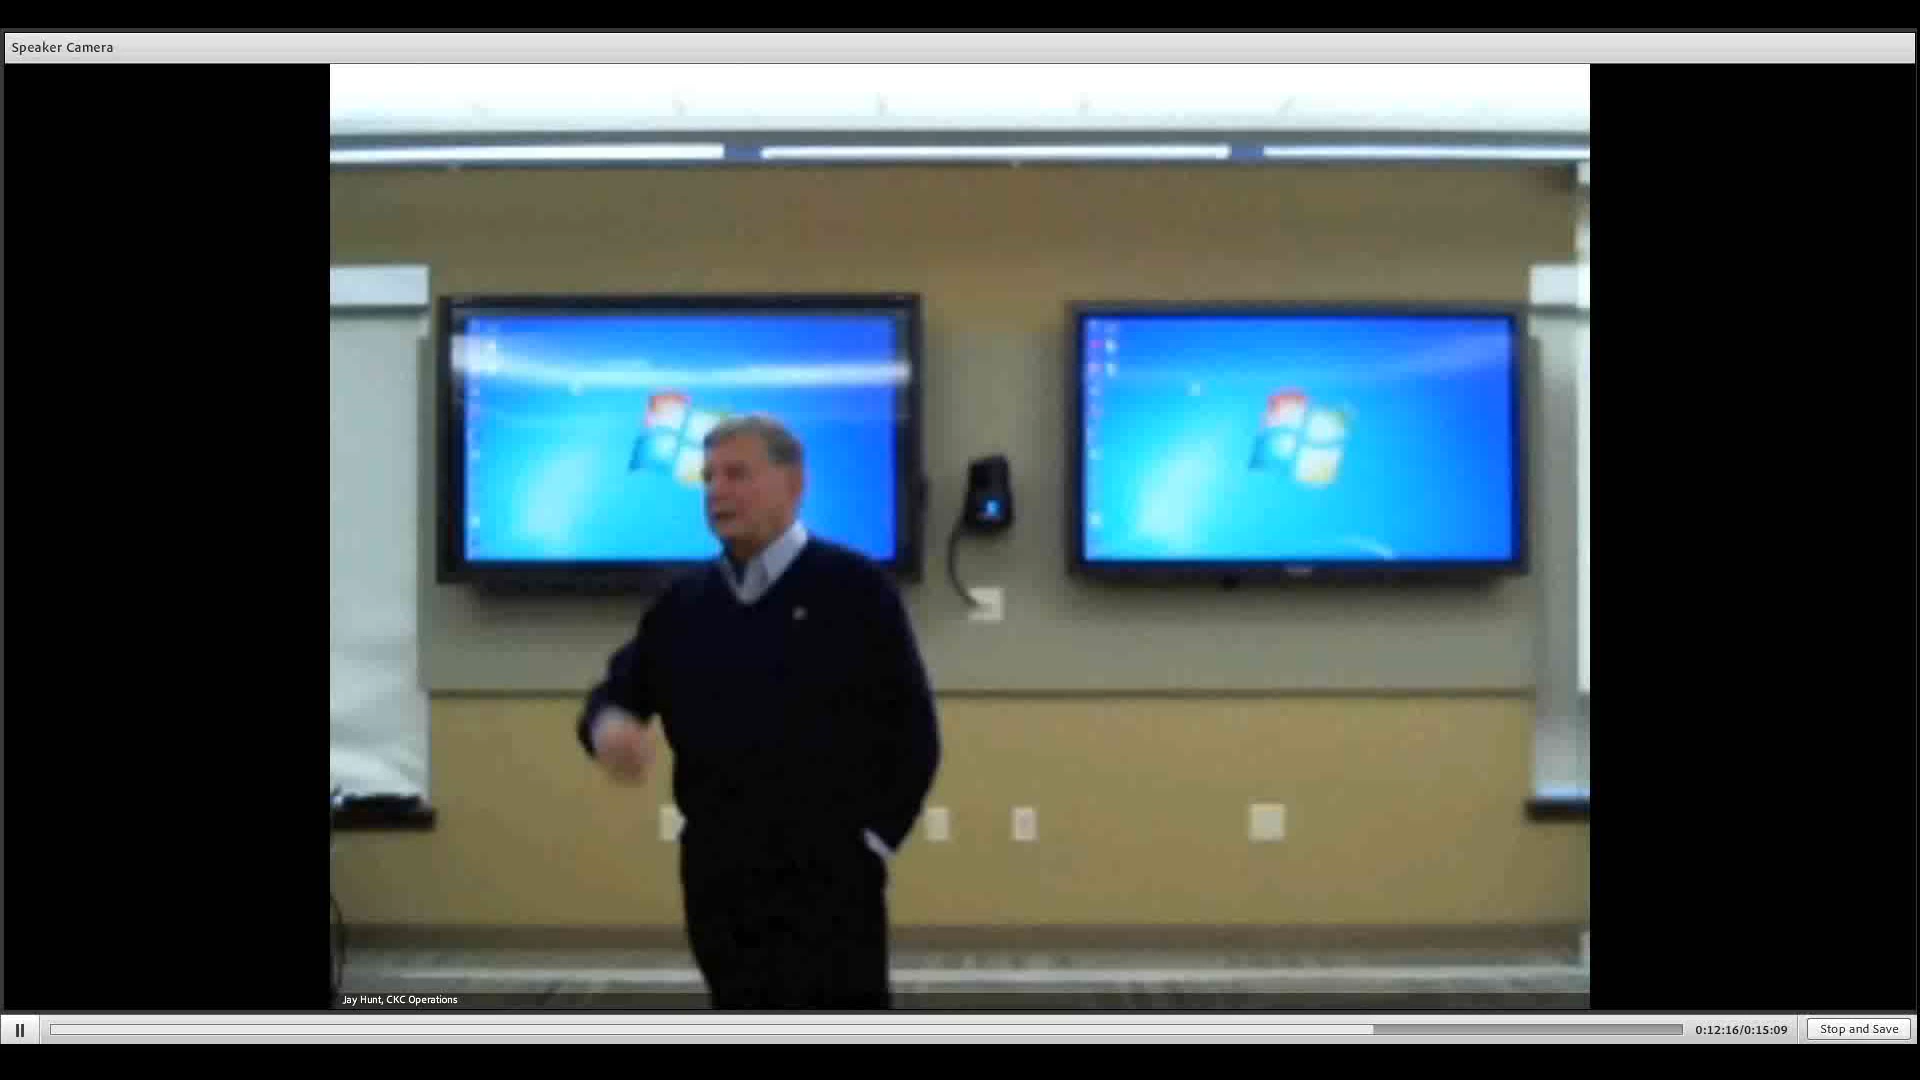 Speaker Camera
Jay Hunt, CKC Operations
0:12:16/0:15:09
Stop and Save